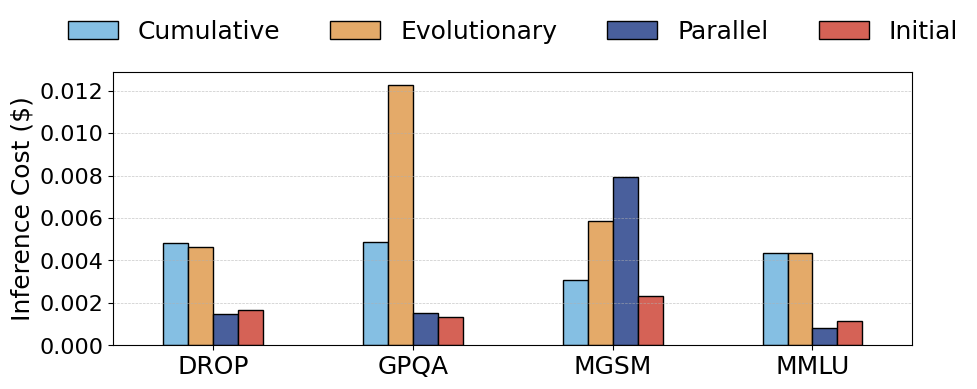 Cumulative Evolutionary Parallel Initial
Inference Cost ($)
0.012
0.010
0.008
0.006
0.004
0.002
0.000
DROP GPQA MGSM MMLU